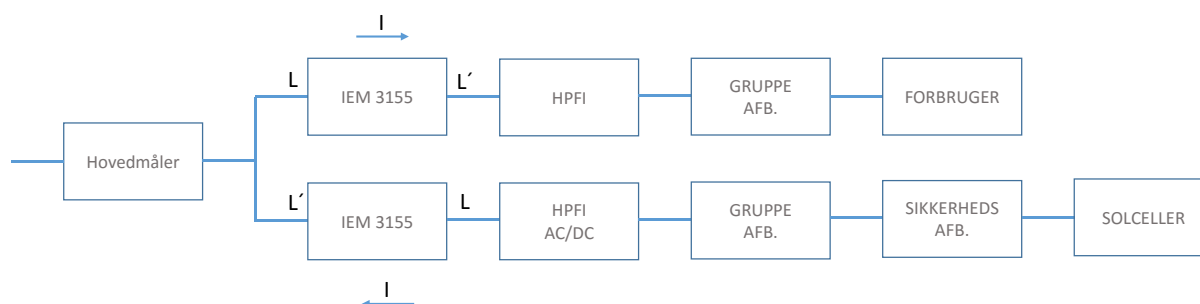 I
L
IEM 3155
L´
HPFI
GRUPPE
AFB.
FORBRUGER
Hovedmåler
L´
IEM 3155
L
HPFI
AC/DC
GRUPPE
AFB.
SIKKERHEDS
AFB.
SOLCELLER
I